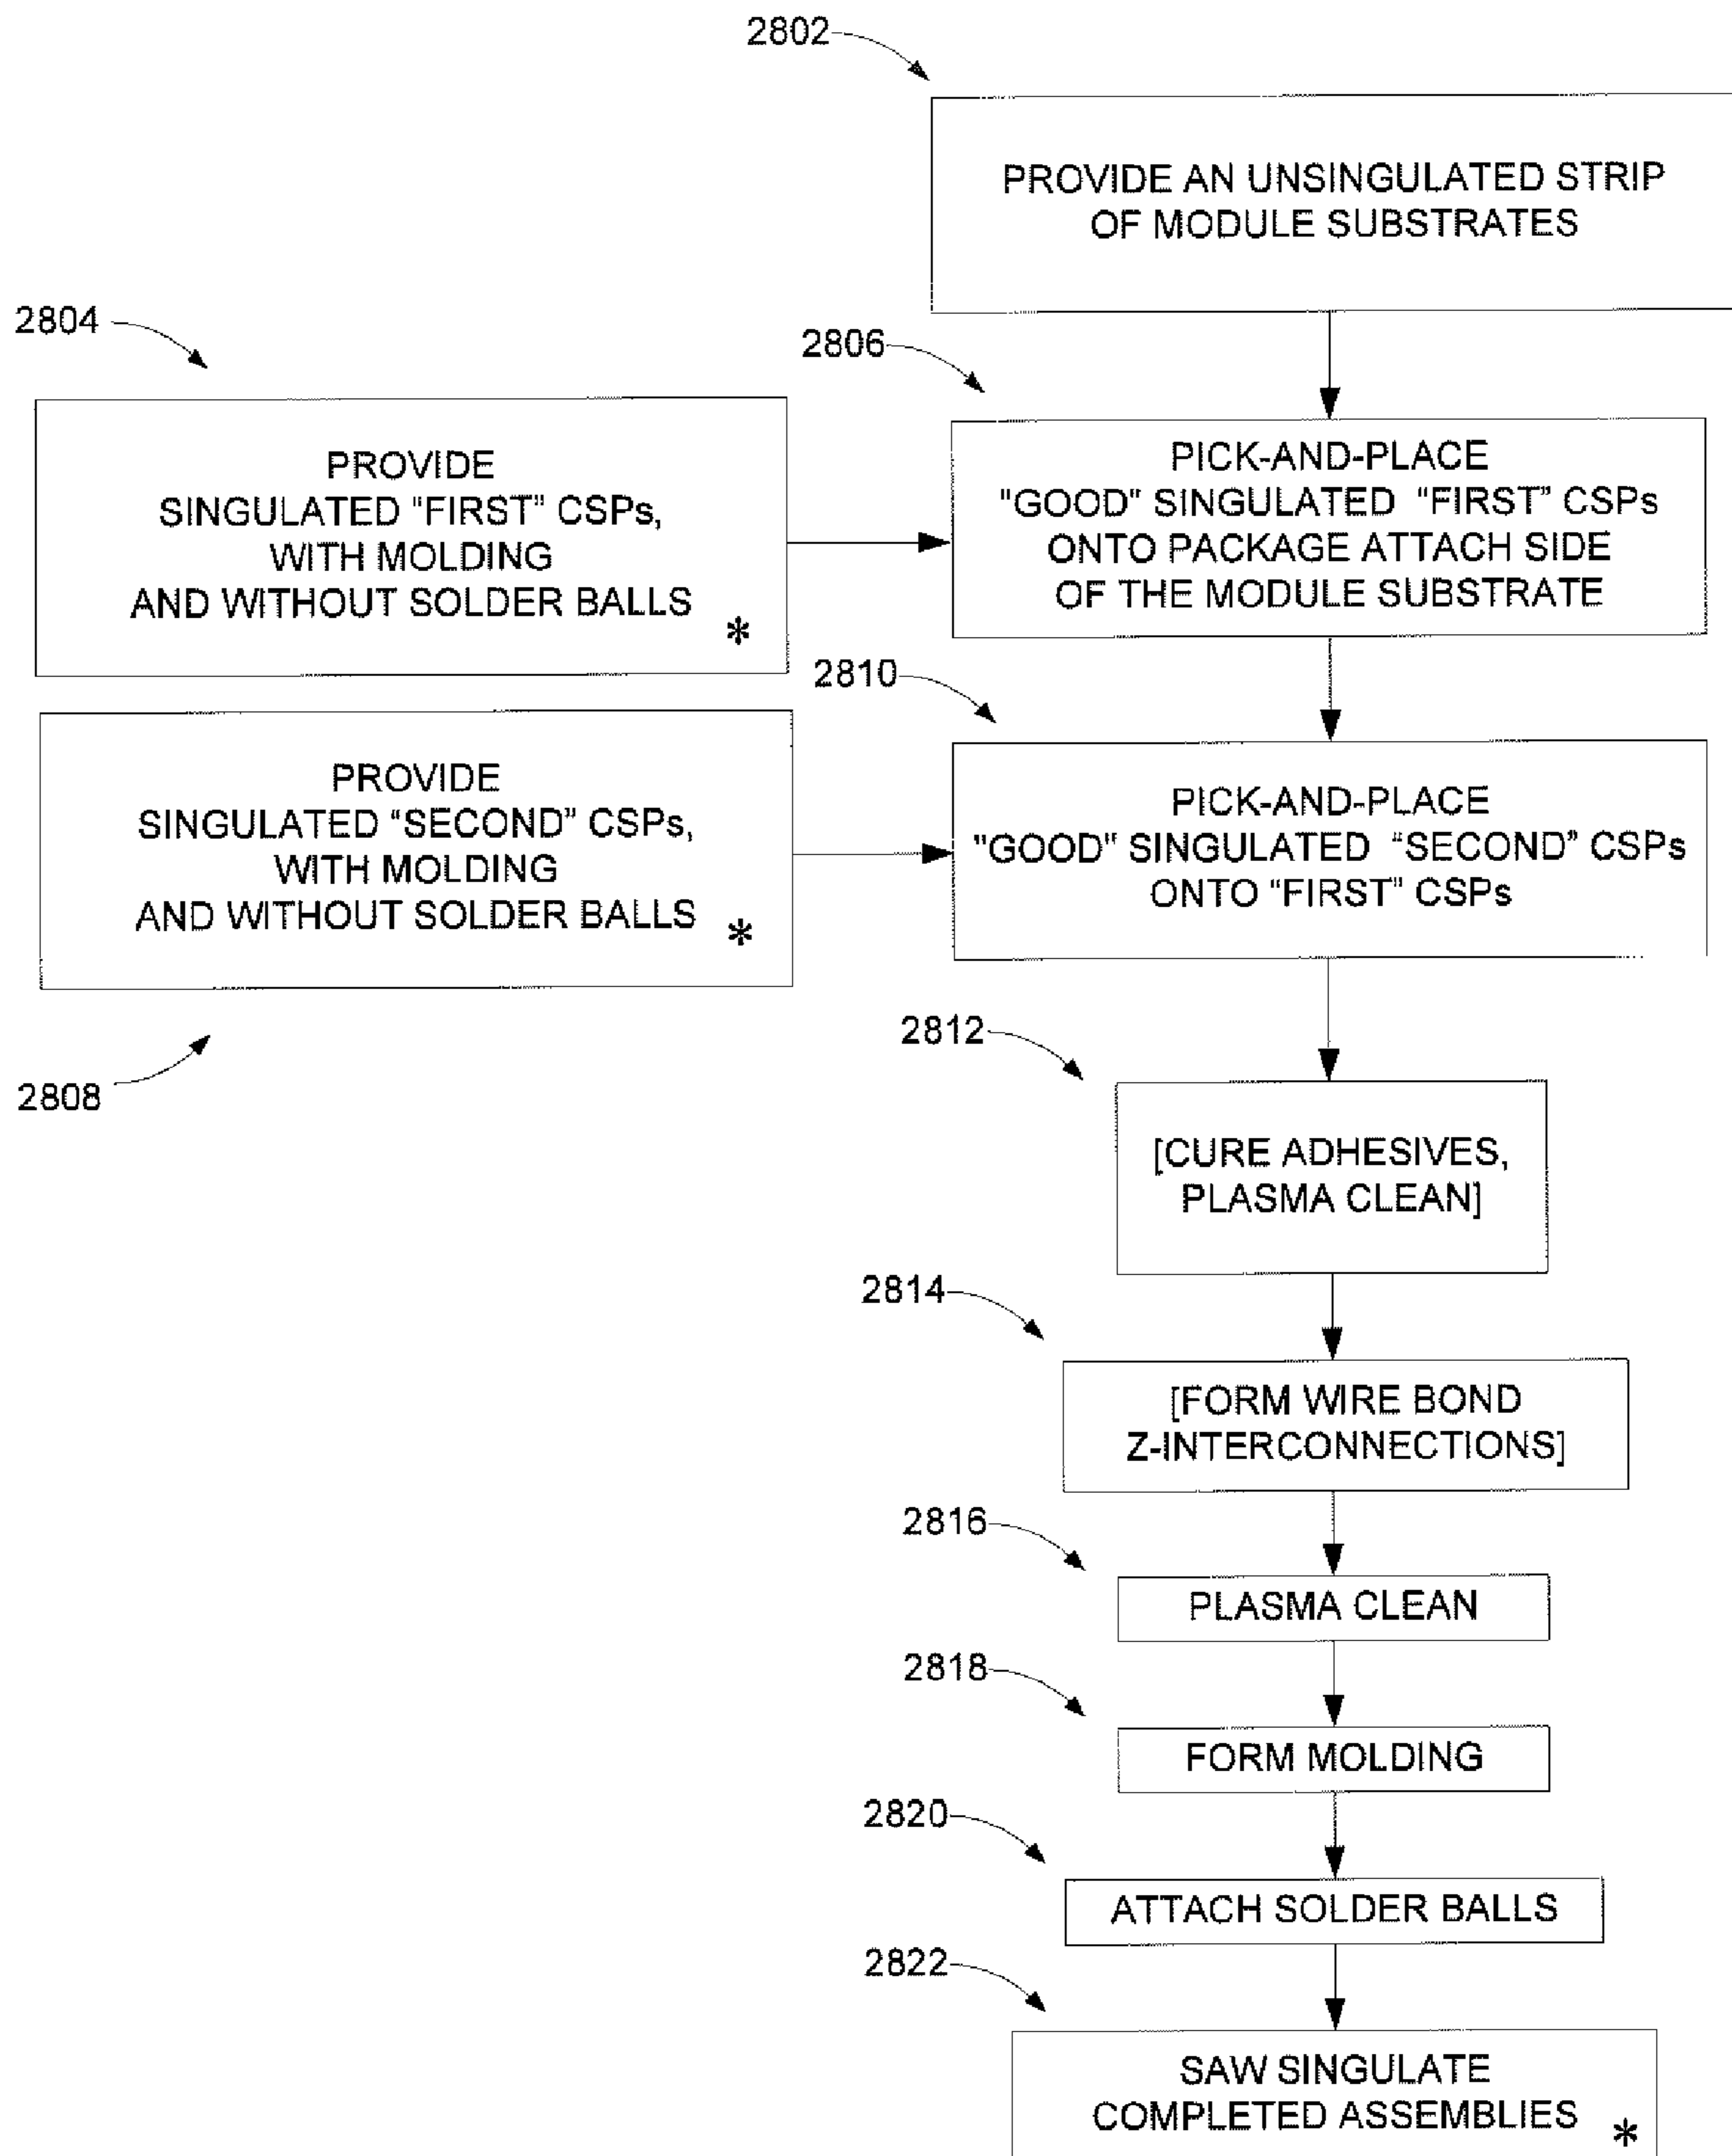 2802
PROVIDE AN UNSINGULATED STRIP
OF MODULE SUBSTRATES
2804
PROVIDE
SINGULATED “FIRST” CSPs,
WITH MOLDING
AND WITHOUT SOLDER BALLS
*
2806
PICK-AND-PLACE
"GOOD" SINGULATED “FIRST” CSPs
ONTO PACKAGE ATTACH SIDE
OF THE MODULE SUBSTRATE
2808
PROVIDE
SINGULATED “SECOND” CSPs,
WITH MOLDING
AND WITHOUT SOLDER BALLS
*
2810
PICK-AND-PLACE
"GOOD" SINGULATED “SECOND” CSPs
ONTO “FIRST” CSPs
2812
[CURE ADHESIVES,
PLASMA CLEAN]
2814
[FORM WIRE BOND
Z-INTERCONNECTIONS]
2816
PLASMA CLEAN
2818
FORM MOLDING
2820
ATTACH SOLDER BALLS
2822
SAW SINGULATE
COMPLETED ASSEMBLIES
*